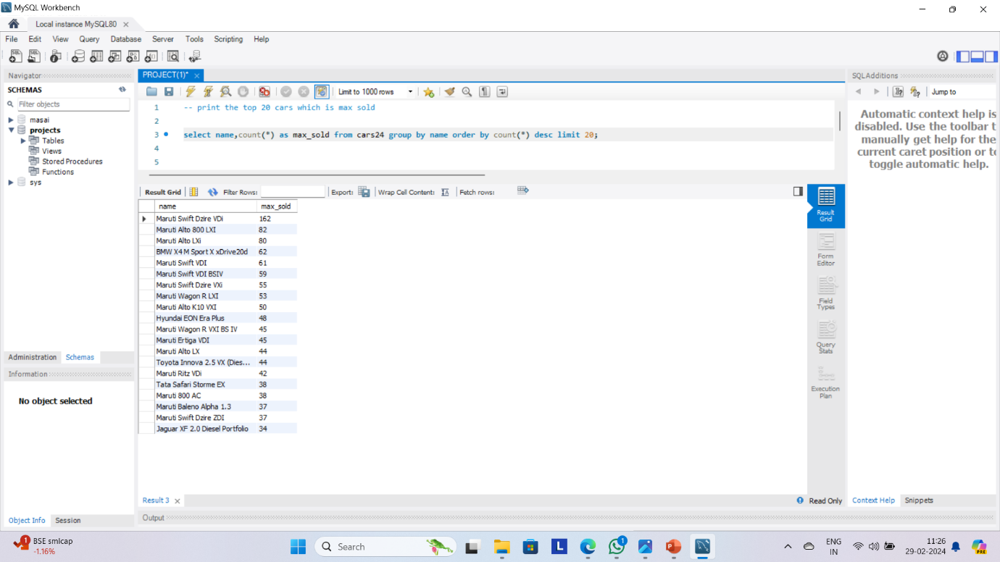 MySQL Workbench
Local instance MySQL80
File Edit View Query Database Server Tools Scripting Help
Navigator
SCHEMAS
Filter objects
masai
projects
Tables
Views
Stored Procedures
Functions
sys
Administration Schemas
Information
No object selected
Object Info Session
PROJECT(1)*
Limit to 1000 rows
1 -- print the top 20 cars which is max sold
2
3 select name,count(*) as max_sold from cars24 group by name order by count(*) desc limit 20;
4
5
Result Grid Filter Rows: Export: Wrap Cell Content: Fetch rows:
name max_sold
Maruti Swift Dzire VDi 162
Maruti Alto 800 LXI 82
Maruti Alto LXi 80
BMW X4 M Sport X xDrive20d 62
Maruti Swift VDI 61
Maruti Swift VDI BSIV 59
Maruti Swift Dzire VXi 55
Maruti Wagon R LXI 53
Maruti Alto K10 VXI 50
Hyundai EON Era Plus 48
Maruti Wagon R VXI BS IV 45
Maruti Ertiga VDI 45
Maruti Alto LX 44
Toyota Innova 2.5 VX (Dies... 44
Maruti Ritz VDi 42
Tata Safari Storme EX 38
Maruti 800 AC 38
Maruti Baleno Alpha 1.3 37
Maruti Swift Dzire ZDI 37
Jaguar XF 2.0 Diesel Portfolio 34
Result Grid
Form Editor
Field Types
Query Stats
Execution Plan
Result 3
Read Only
Output
SQLAdditions
Jump to
Automatic context help is
disabled. Use the toolbar t
manually get help for the
current caret position or to
toggle automatic help.
Context Help Snippets
1
BSE smlcap
-1.16%
Search
1
ENG
IN
11:26
29-02-2024
PRE